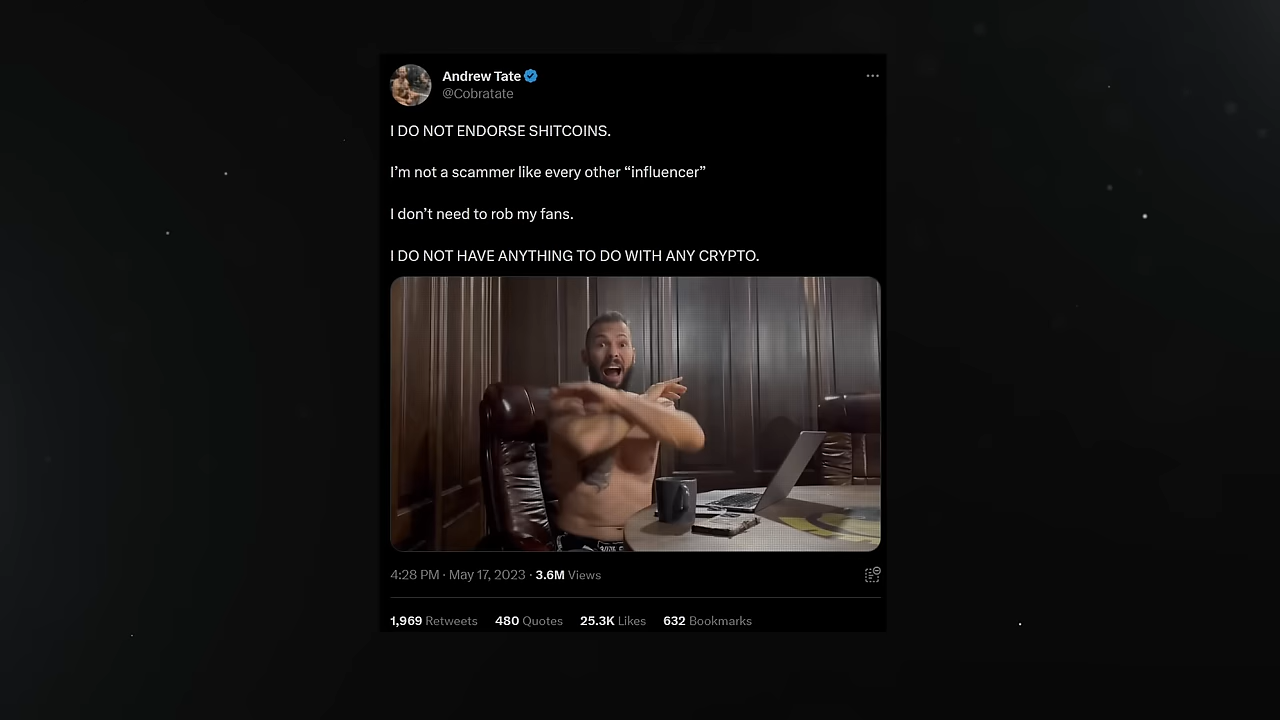 Andrew Tate
@Cobratate
I DO NOT ENDORSE SHITCOINS.
I’m not a scammer like every other “influencer”
I don’t need to rob my fans.
I DO NOT HAVE ANYTHING TO DO WITH ANY CRYPTO.
4:28 PM · May 17, 2023 · 3.6M Views
1,969 Retweets 480 Quotes 25.3K Likes 632 Bookmarks